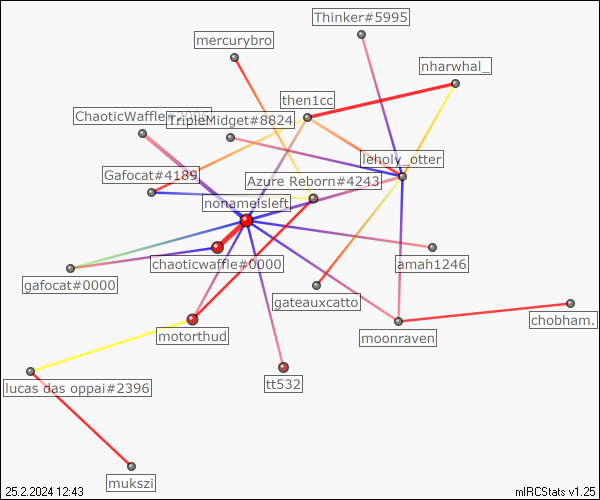 Thinker#5995
mercurybro
nharwhal_
then1cc
ChaoticWaffle#
TripleMidget#8824
leholy_otter
Gafocat#4189
Azure Reborn#4243
nonameisleft
chaoticwaffle#0000
amah1246
gafocat#0000
gateauxcatto
chobham.
motorthud
moonraven
tt532
lucas das oppai#2396
mukszi
25.2.2024 12:43
mIRCStats v1.25